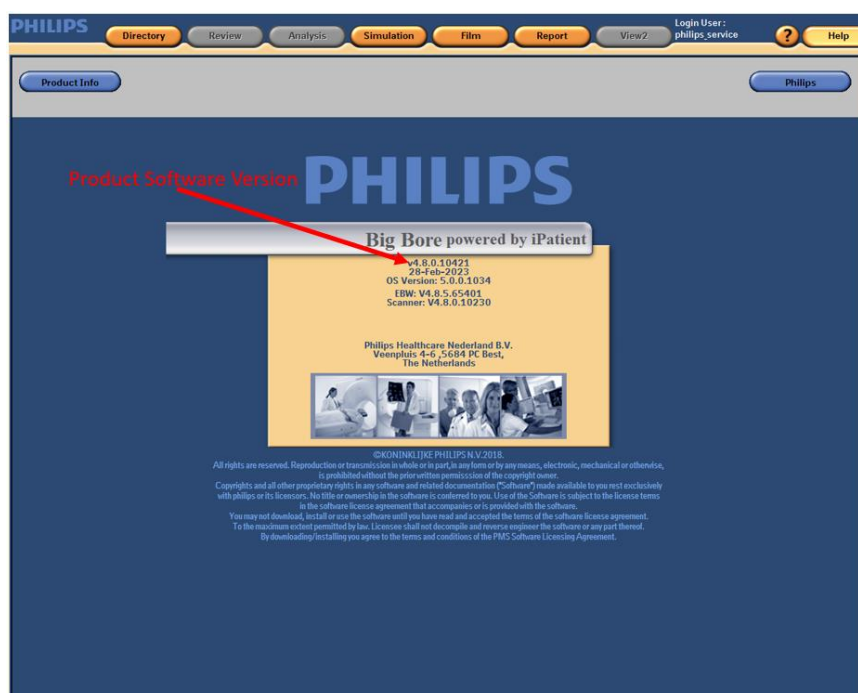 PHILIPS
Directory
Review
Analysis
Simulation
Film
Report
View2
Login User :
philips_service
?
Help
Product Info
Philips
Product Software Version
PHILIPS
Big Bore powered by iPatient
v4.8.0.10421
28-Feb-2023
OS Version: 5.0.0.1034
EBW: V4.8.5.65401
Scanner: V4.8.0.10230
Philips Healthcare Nederland B.V.
Veenpluis 4-6 ,5684 PC Best,
The Netherlands
©KONINKLIJKE PHILIPS N.V.2018.
All rights are reserved. Reproduction or transmission in whole or in part, in any form or by any means, electronic, mechanical or otherwise,
is prohibited without the prior written permisssion of the copyright owner.
Copyrights and all other proprietary rights in any software and related documentation ("Software") made available to you rest exclusively
with philips or its licensors. No title or ownership in the software is conferred to you. Use of the Software is subject to the license terms
in the software license agreement that accompanies or is provided with the software.
You may not download, install or use the software until you have read and accepted the terms of the software license agreement.
To the maximum extent permitted by law. Licensee shall not decompile and reverse engineer the software or any part thereof.
By downloading/installing you agree to the terms and conditions of the PMS Software Licensing Agreement.